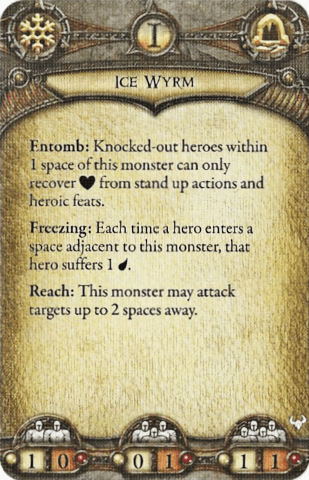 I
ICE WYRM
Entomb: Knocked-out heroes within
1 space of this monster can only
recover ♥ from stand up actions and
heroic feats.
Freezing: Each time a hero enters a
space adjacent to this monster, that
hero suffers 1 .
Reach: This monster may attack
targets up to 2 spaces away.
1 0 0 1 1 1